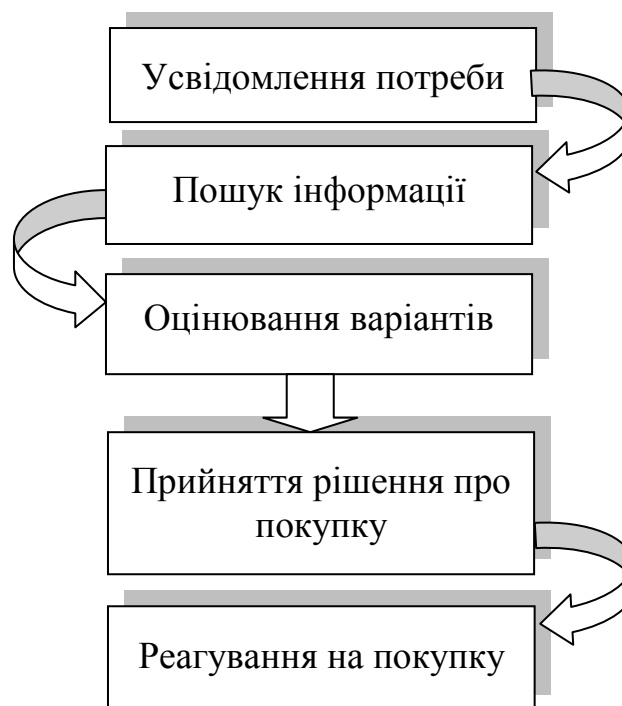 Усвідомлення потреби
Пошук інформації
Оцінювання варіантів
Прийняття рішення про
покупку
Реагування на покупку